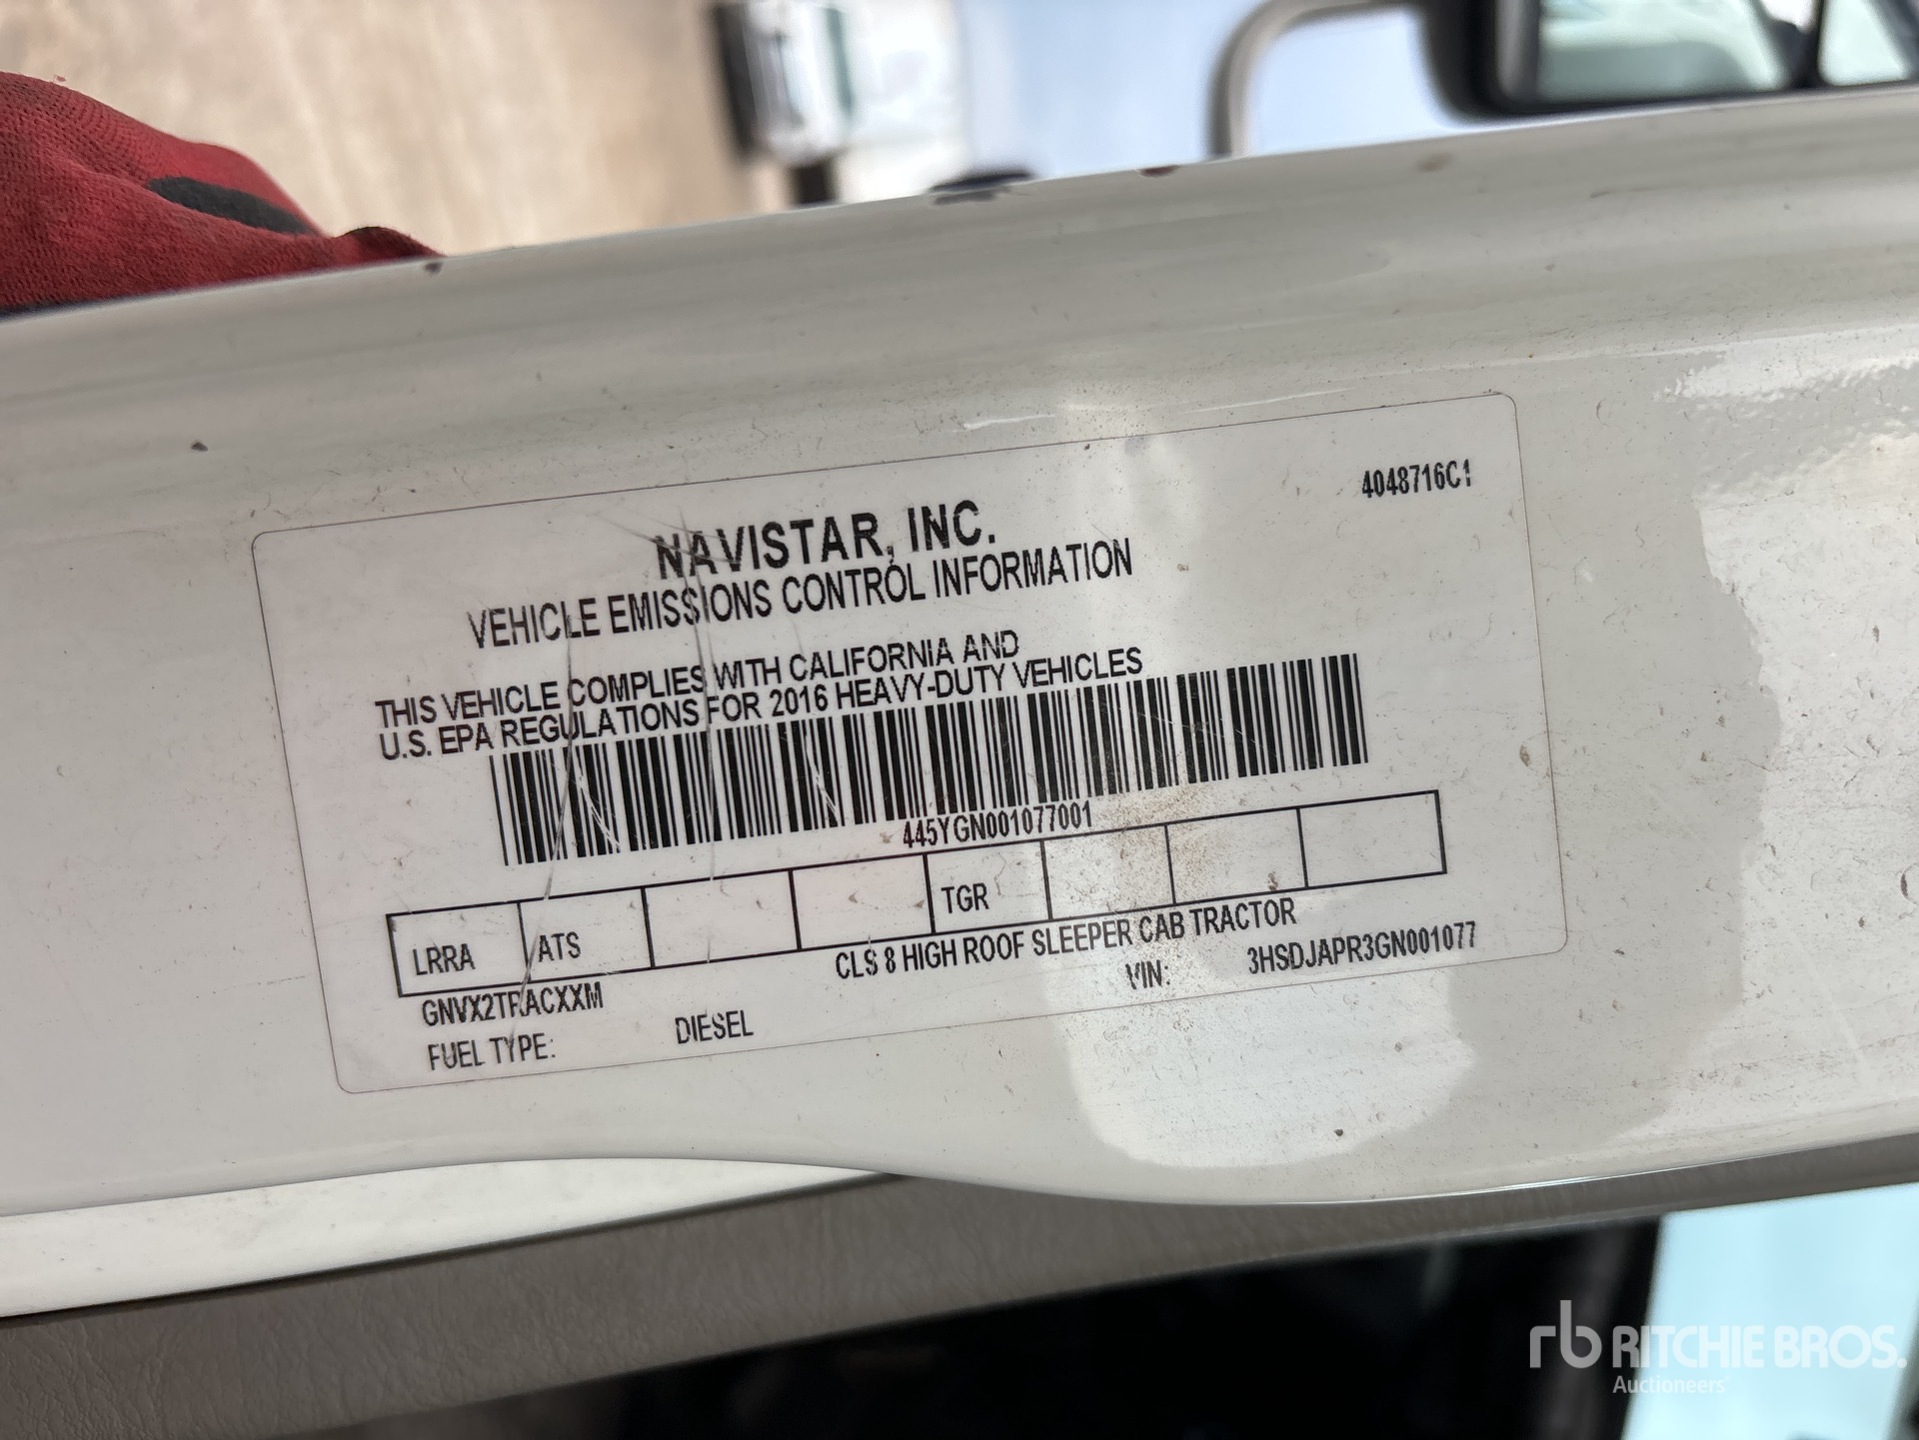 4048716C1
NAVISTAR, INC.
VEHICLE EMISSIONS CONTROL INFORMATION
THIS VEHICLE COMPLIES WITH CALIFORNIA AND
U.S. EPA REGULATIONS FOR 2016 HEAVY-DUTY VEHICLES
445YGN001077001
LRRA ATS TGR
GNVX2TRACXXM CLS 8 HIGH ROOF SLEEPER CAB TRACTOR
FUEL TYPE: DIESEL VIN: 3HSDJAPR3GN001077
rb RITCHIE BROS.
Auctioneers